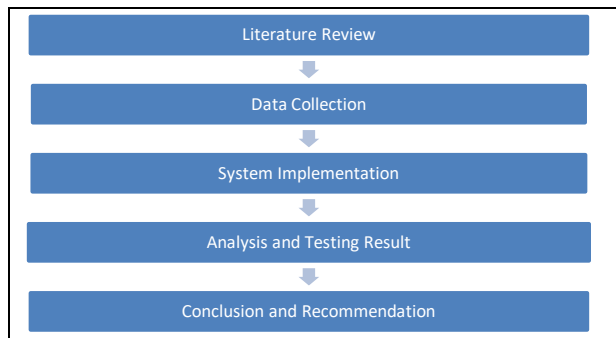 Literature Review
Data Collection
System Implementation
Analysis and Testing Result
Conclusion and Recommendation